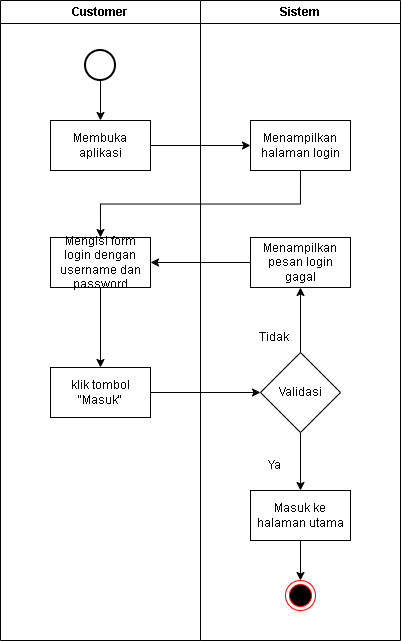 Customer
Sistem
Membuka
aplikasi
Menampilkan
halaman login
Mengisi form
login dengan
username dan
password
Menampilkan
pesan login
gagal
Tidak
klik tombol
"Masuk"
Validasi
Ya
Masuk ke
halaman utama